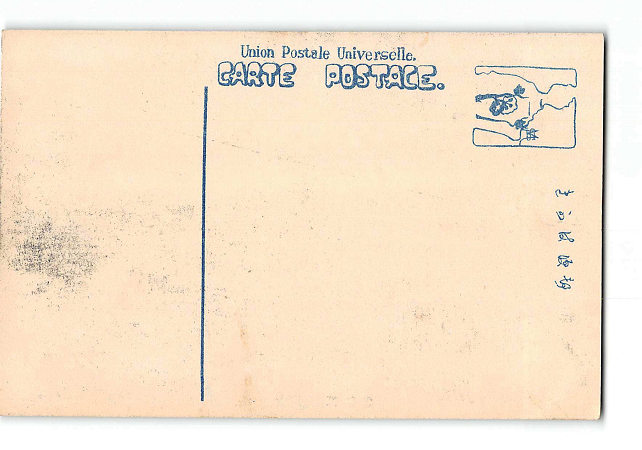 Union Postale Universelle.
CARTE POSTALE.